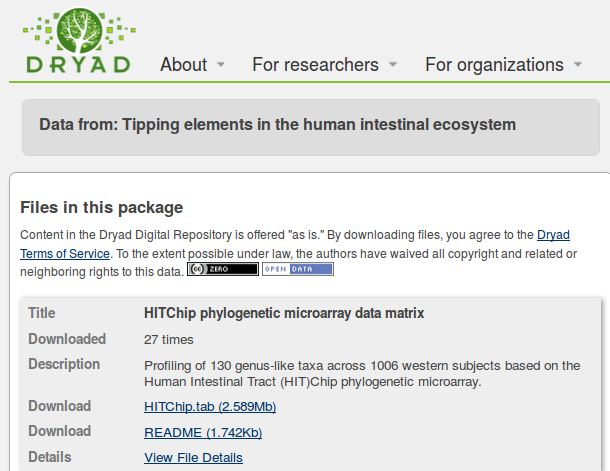 DRYAD
About For researchers For organizations
Data from: Tipping elements in the human intestinal ecosystem
Files in this package
Content in the Dryad Digital Repository is offered "as is." By downloading files, you agree to the Dryad
Terms of Service. To the extent possible under law, the authors have waived all copyright and related or
neighboring rights to this data. cc ZERO OPEN DATA
Title HITChip phylogenetic microarray data matrix
Downloaded 27 times
Description Profiling of 130 genus-like taxa across 1006 western subjects based on the
Human Intestinal Tract (HIT)Chip phylogenetic microarray.
Download HITChip.tab (2.589Mb)
Download README (1.742Kb)
Details View File Details